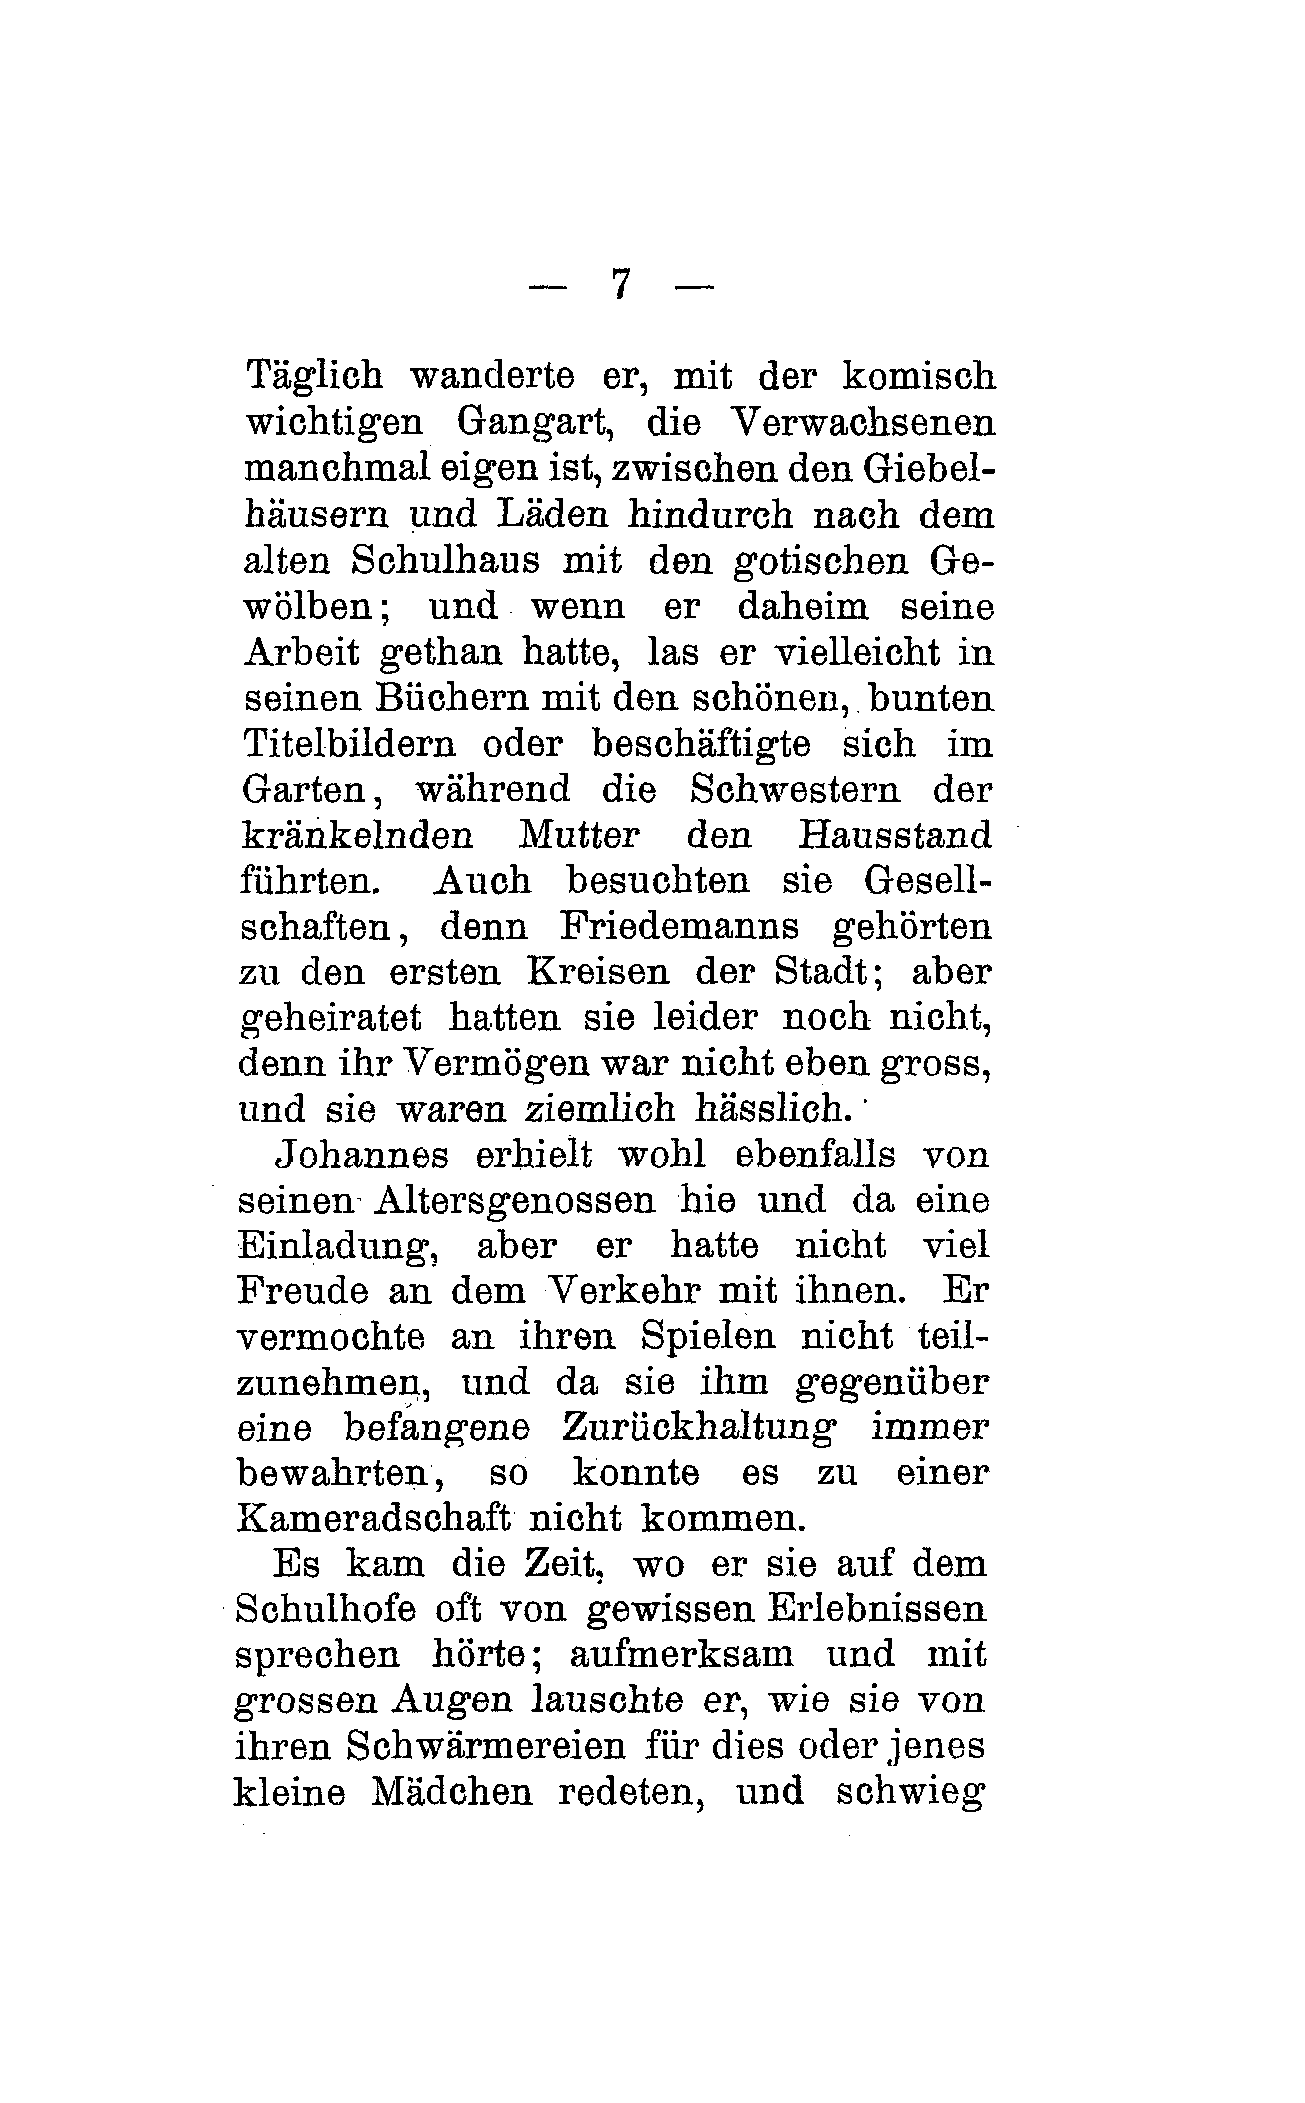 — 7 —
Täglich wanderte er, mit der komisch
wichtigen Gangart, die Verwachsenen
manchmal eigen ist, zwischen den Giebel-
häusern und Läden hindurch nach dem
alten Schulhaus mit den gotischen Ge-
wölben; und wenn er daheim seine
Arbeit gethan hatte, las er vielleicht in
seinen Büchern mit den schönen, bunten
Titelbildern oder beschäftigte sich im
Garten, während die Schwestern der
kränkelnden Mutter den Hausstand
führten. Auch besuchten sie Gesell-
schaften, denn Friedemanns gehörten
zu den ersten Kreisen der Stadt; aber
geheiratet hatten sie leider noch nicht,
denn ihr Vermögen war nicht eben gross,
und sie waren ziemlich hässlich.
Johannes erhielt wohl ebenfalls von
seinen Altersgenossen hie und da eine
Einladung, aber er hatte nicht viel
Freude an dem Verkehr mit ihnen. Er
vermochte an ihren Spielen nicht teil-
zunehmen, und da sie ihm gegenüber
eine befangene Zurückhaltung immer
bewahrten, so konnte es zu einer
Kameradschaft nicht kommen.
Es kam die Zeit, wo er sie auf dem
Schulhofe oft von gewissen Erlebnissen
sprechen hörte; aufmerksam und mit
grossen Augen lauschte er, wie sie von
ihren Schwärmereien für dies oder jenes
kleine Mädchen redeten, und schwieg